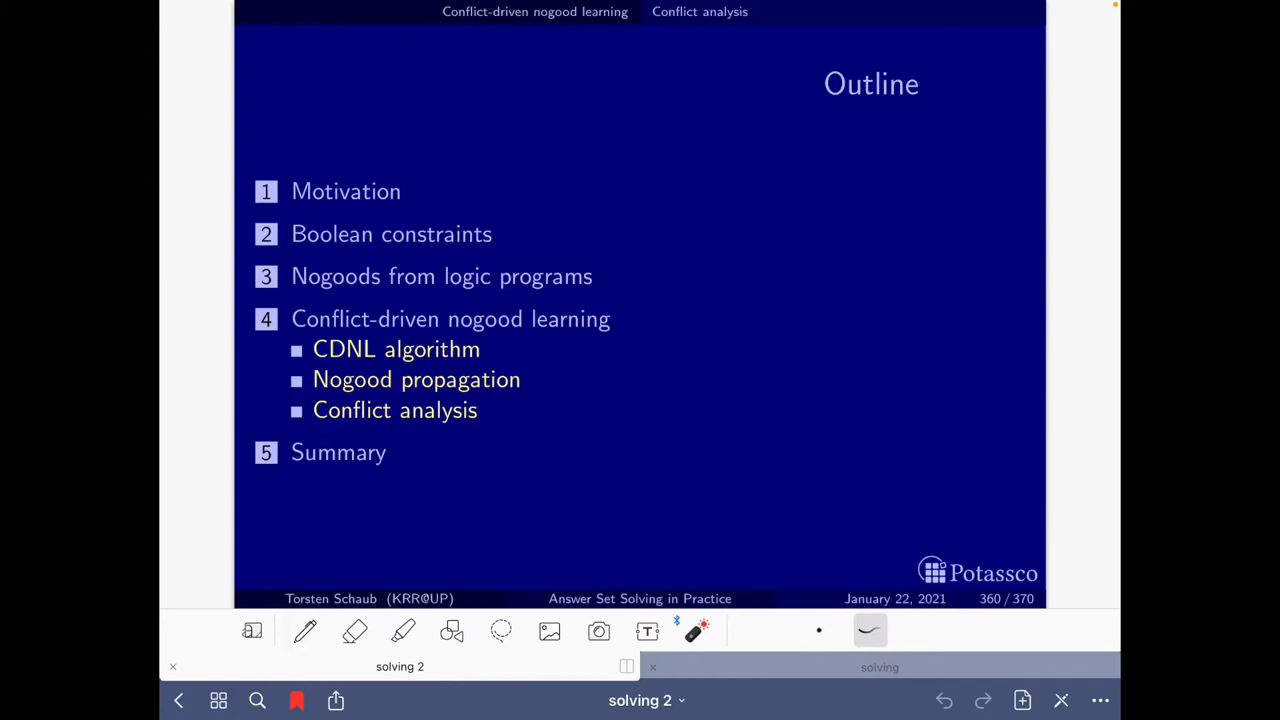 Conflict-driven nogood learning Conflict analysis
Outline
1 Motivation
2 Boolean constraints
3 Nogoods from logic programs
4 Conflict-driven nogood learning
CDNL algorithm
Nogood propagation
Conflict analysis
5 Summary
Potassco
Torsten Schaub (KRR@UP) Answer Set Solving in Practice January 22, 2021 360 / 370
T
solving 2 solving
solving 2